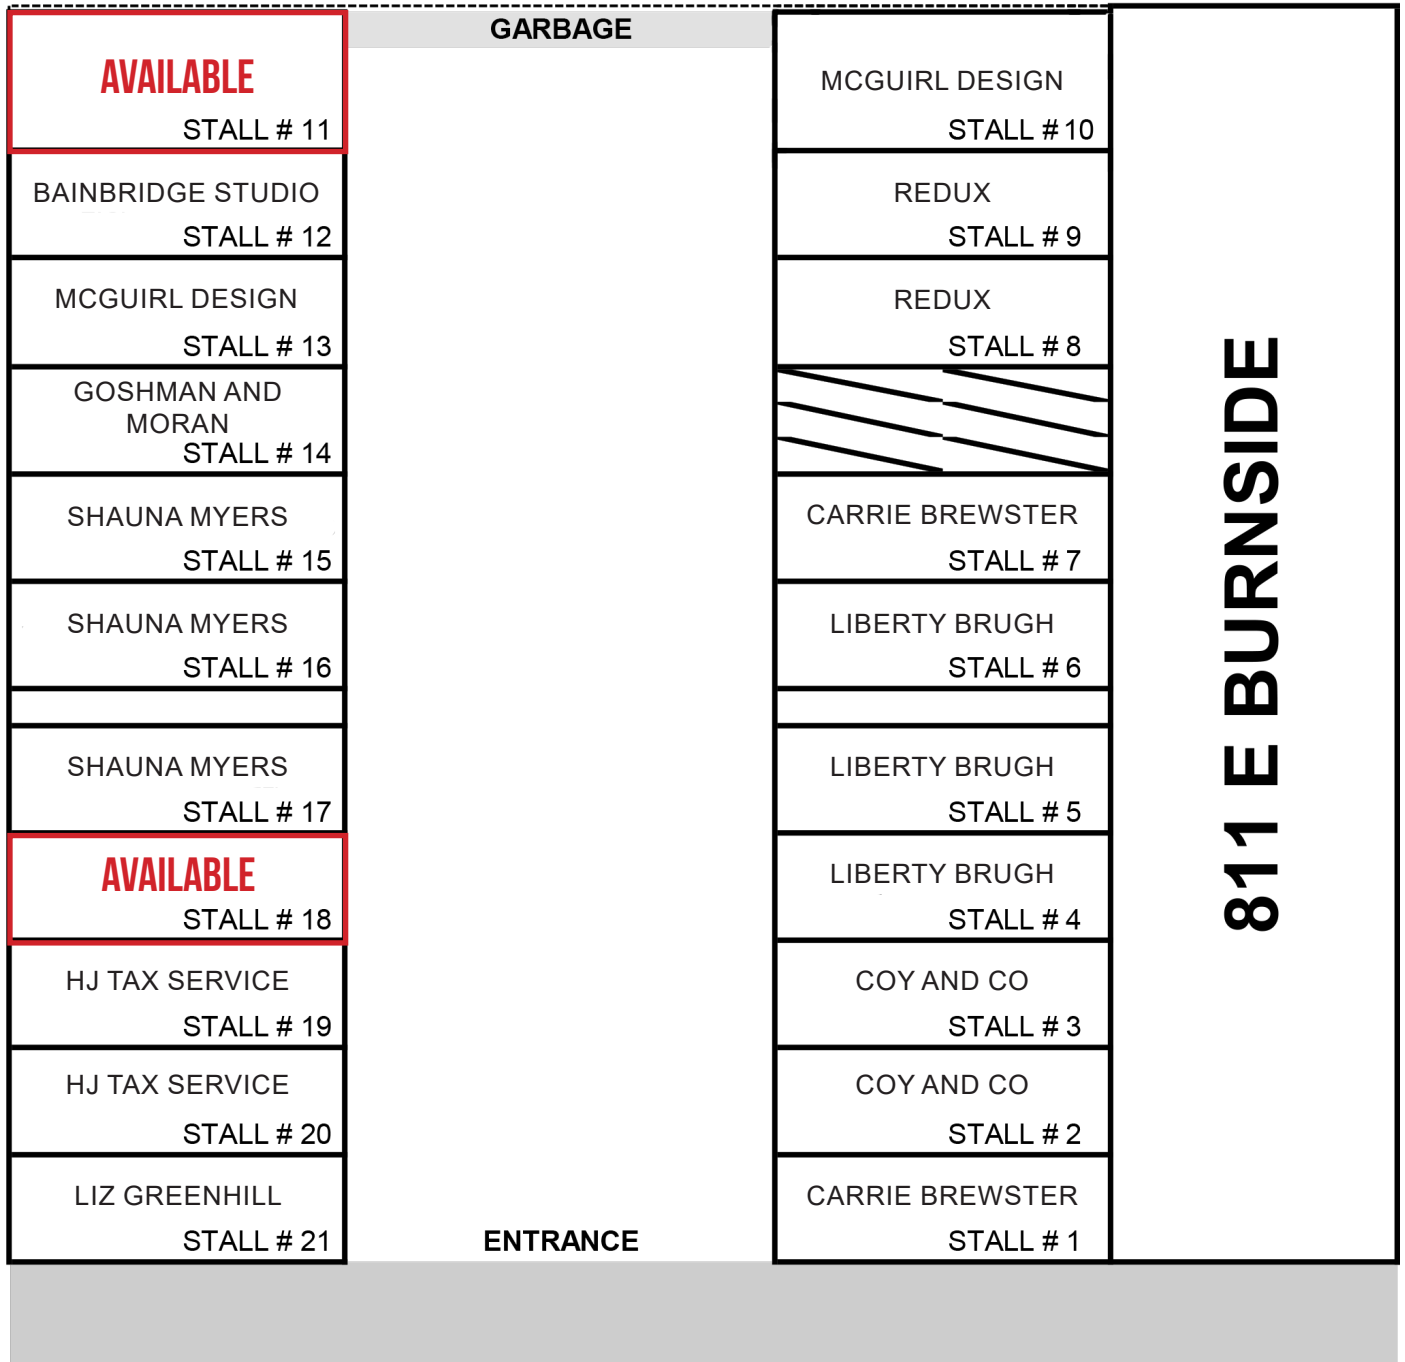 GARBAGE
AVAILABLE
STALL # 11
BAINBRIDGE STUDIO
STALL # 12
MCGUIRL DESIGN
STALL # 13
GOSHMAN AND
MORAN
STALL # 14
SHAUNA MYERS
STALL # 15
SHAUNA MYERS
STALL # 16
SHAUNA MYERS
STALL # 17
AVAILABLE
STALL # 18
HJ TAX SERVICE
STALL # 19
HJ TAX SERVICE
STALL # 20
LIZ GREENHILL
STALL # 21
ENTRANCE
MCGUIRL DESIGN
STALL # 10
REDUX
STALL # 9
REDUX
STALL # 8
CARRIE BREWSTER
STALL # 7
LIBERTY BRUGH
STALL # 6
LIBERTY BRUGH
STALL # 5
LIBERTY BRUGH
STALL # 4
COY AND CO
STALL # 3
COY AND CO
STALL # 2
CARRIE BREWSTER
STALL # 1
811 E BURNSIDE